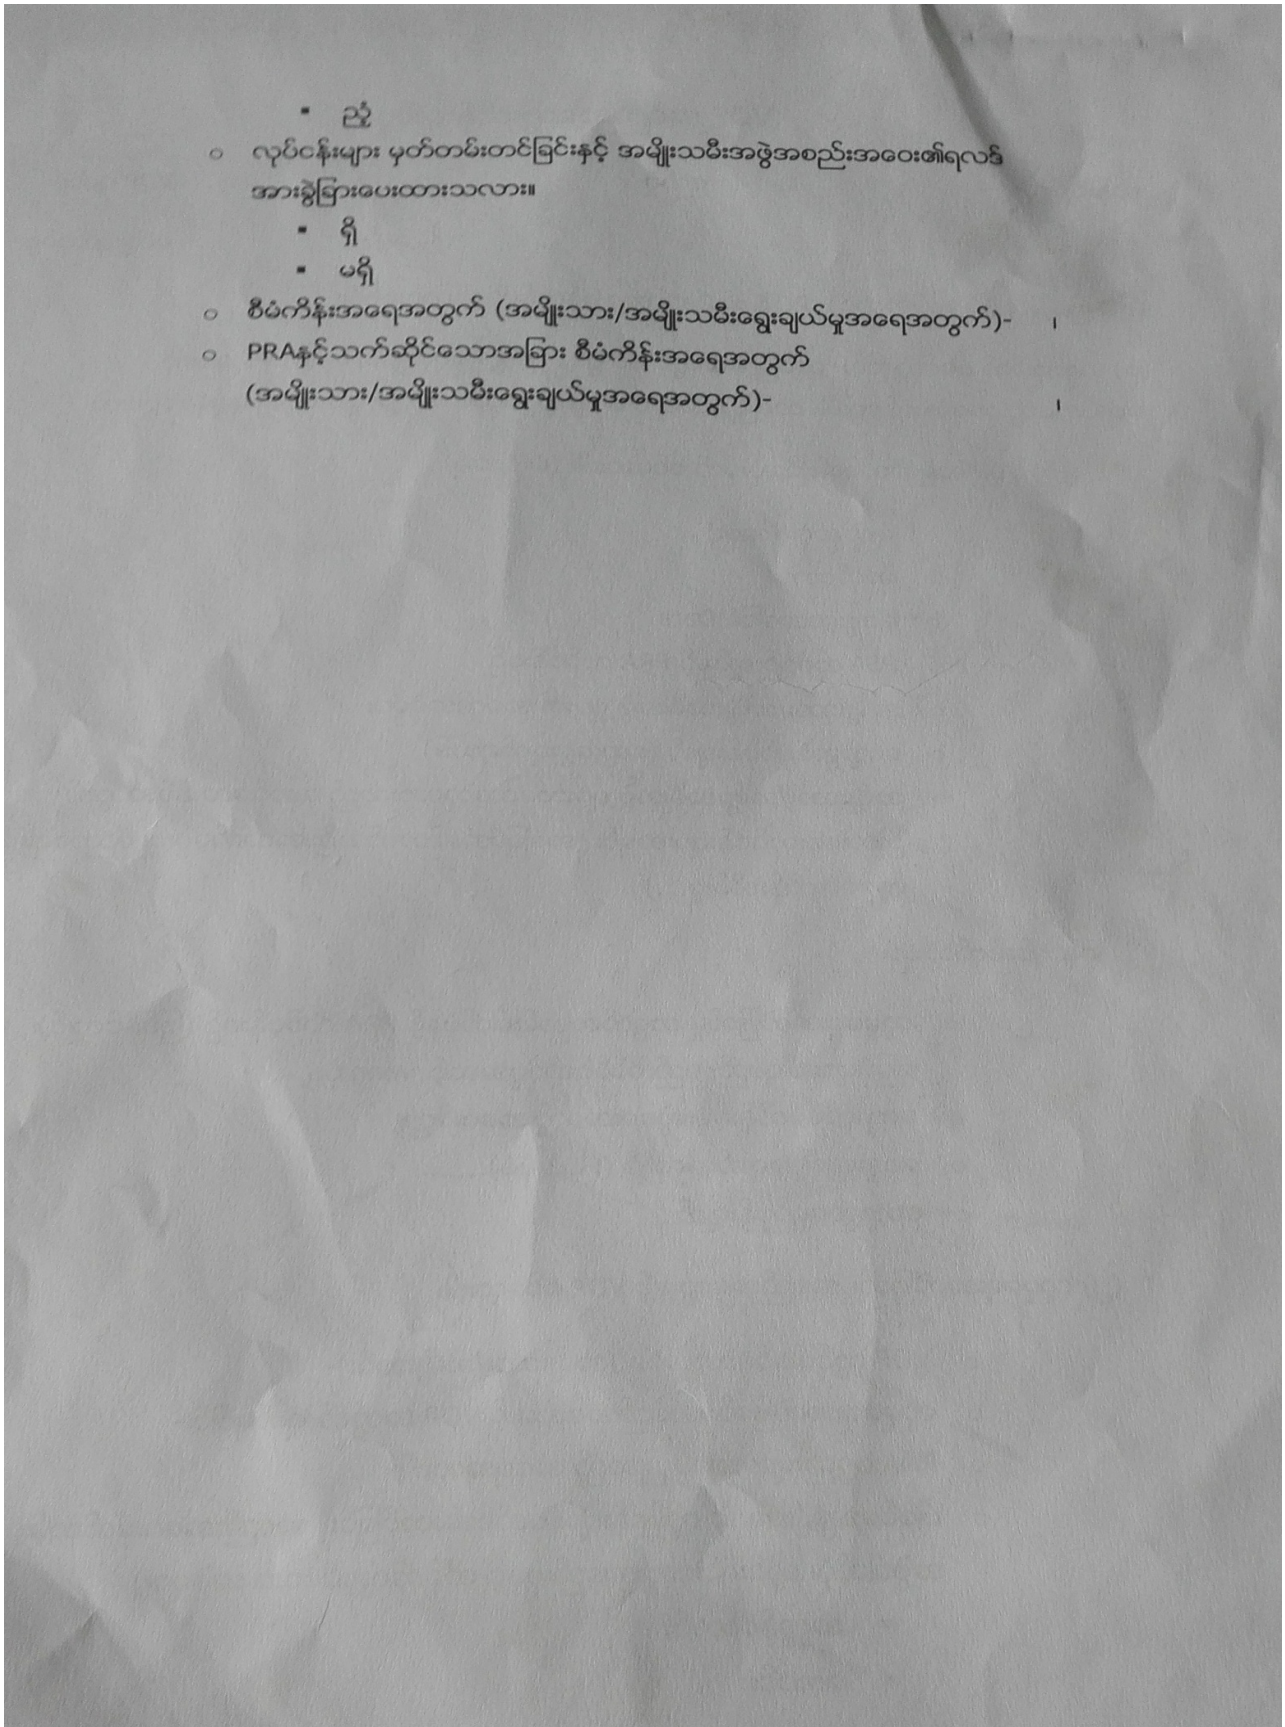 ▪ ညံ့
○ လုပ်ငန်းများ မှတ်တမ်းတင်ခြင်းနှင့် အမျိုးသမီးအဖွဲ့အစည်းအဝေး၏ရလဒ်
အားခွဲခြားပေးထားသလား။
▪ ရှိ
▪ မရှိ
○ စီမံကိန်းအရေအတွက် (အမျိုးသား/အမျိုးသမီးရွေးချယ်မှုအရေအတွက်)- ၊
○ PRAနှင့်သက်ဆိုင်သောအခြား စီမံကိန်းအရေအတွက်
(အမျိုးသား/အမျိုးသမီးရွေးချယ်မှုအရေအတွက်)- ၊